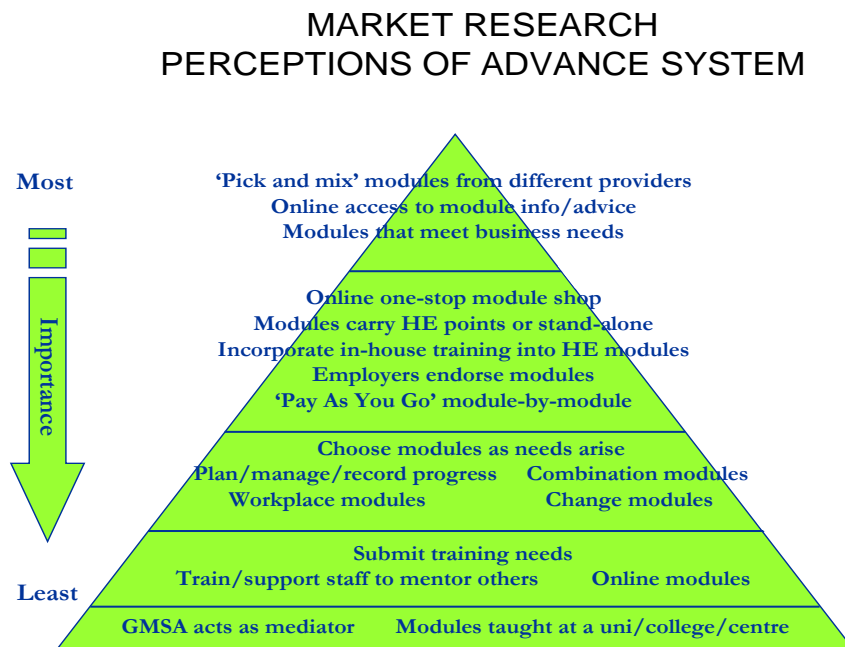 MARKET RESEARCH
PERCEPTIONS OF ADVANCE SYSTEM
Most
‘Pick and mix’ modules from different providers
Online access to module info/advice
Modules that meet business needs
Importance
Online one-stop module shop
Modules carry HE points or stand-alone
Incorporate in-house training into HE modules
Employers endorse modules
‘Pay As You Go’ module-by-module
Choose modules as needs arise
Plan/manage/record progress Combination modules
Workplace modules Change modules
Submit training needs
Train/support staff to mentor others Online modules
Least
GMSA acts as mediator Modules taught at a uni/college/centre